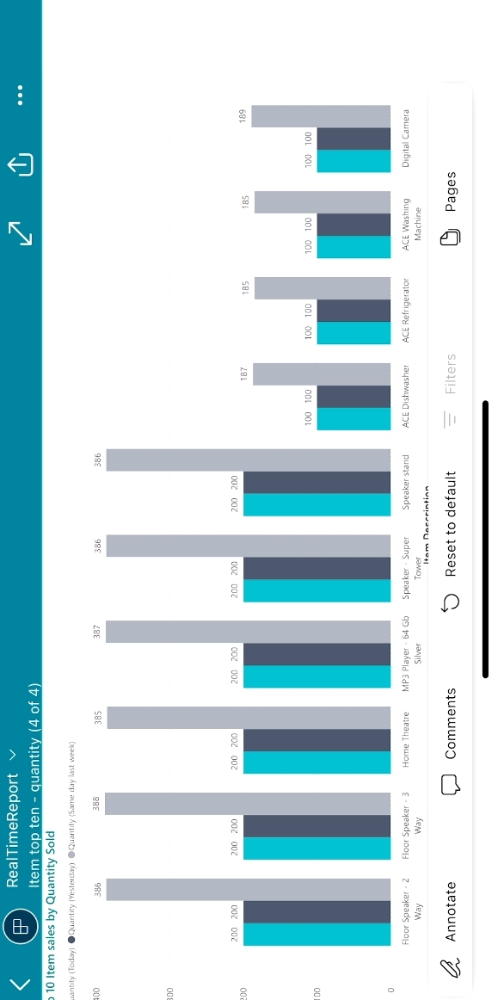 RealTimeReport
Item top ten - quantity (4 of 4)
10 Item sales by Quantity Sold
Quantity (Today) Quantity (Yesterday) Quantity (Same day last week)
400
300
200
100
0
200 200 386
200 200 388
200 200 385
200 200 387
200 200 386
200 200 386
100 100 187
100 100 185
100 100 185
100 100 189
Floor Speaker - 2
Way
Floor Speaker - 3
Way
Home Theatre
MP3 Player - 64 Gb
Silver
Speaker - Super
Tower
Speaker stand
ACE Dishwasher
ACE Refrigerator
ACE Washing
Machine
Digital Camera
Item Description
Annotate
Comments
Reset to default
Filters
Pages